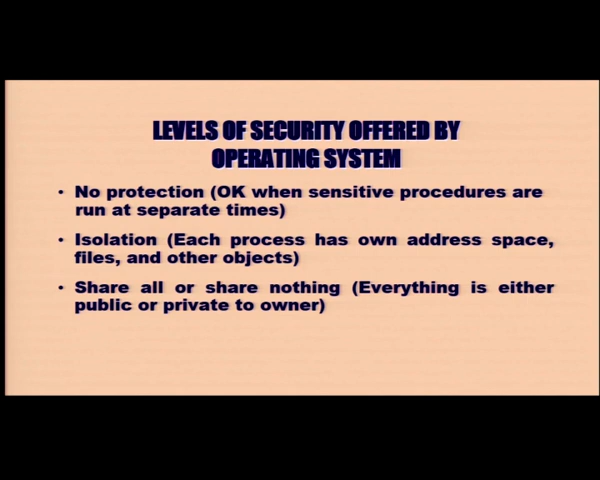 LEVELS OF SECURITY OFFERED BY
OPERATING SYSTEM
• No protection (OK when sensitive procedures are
run at separate times)
• Isolation (Each process has own address space,
files, and other objects)
• Share all or share nothing (Everything is either
public or private to owner)